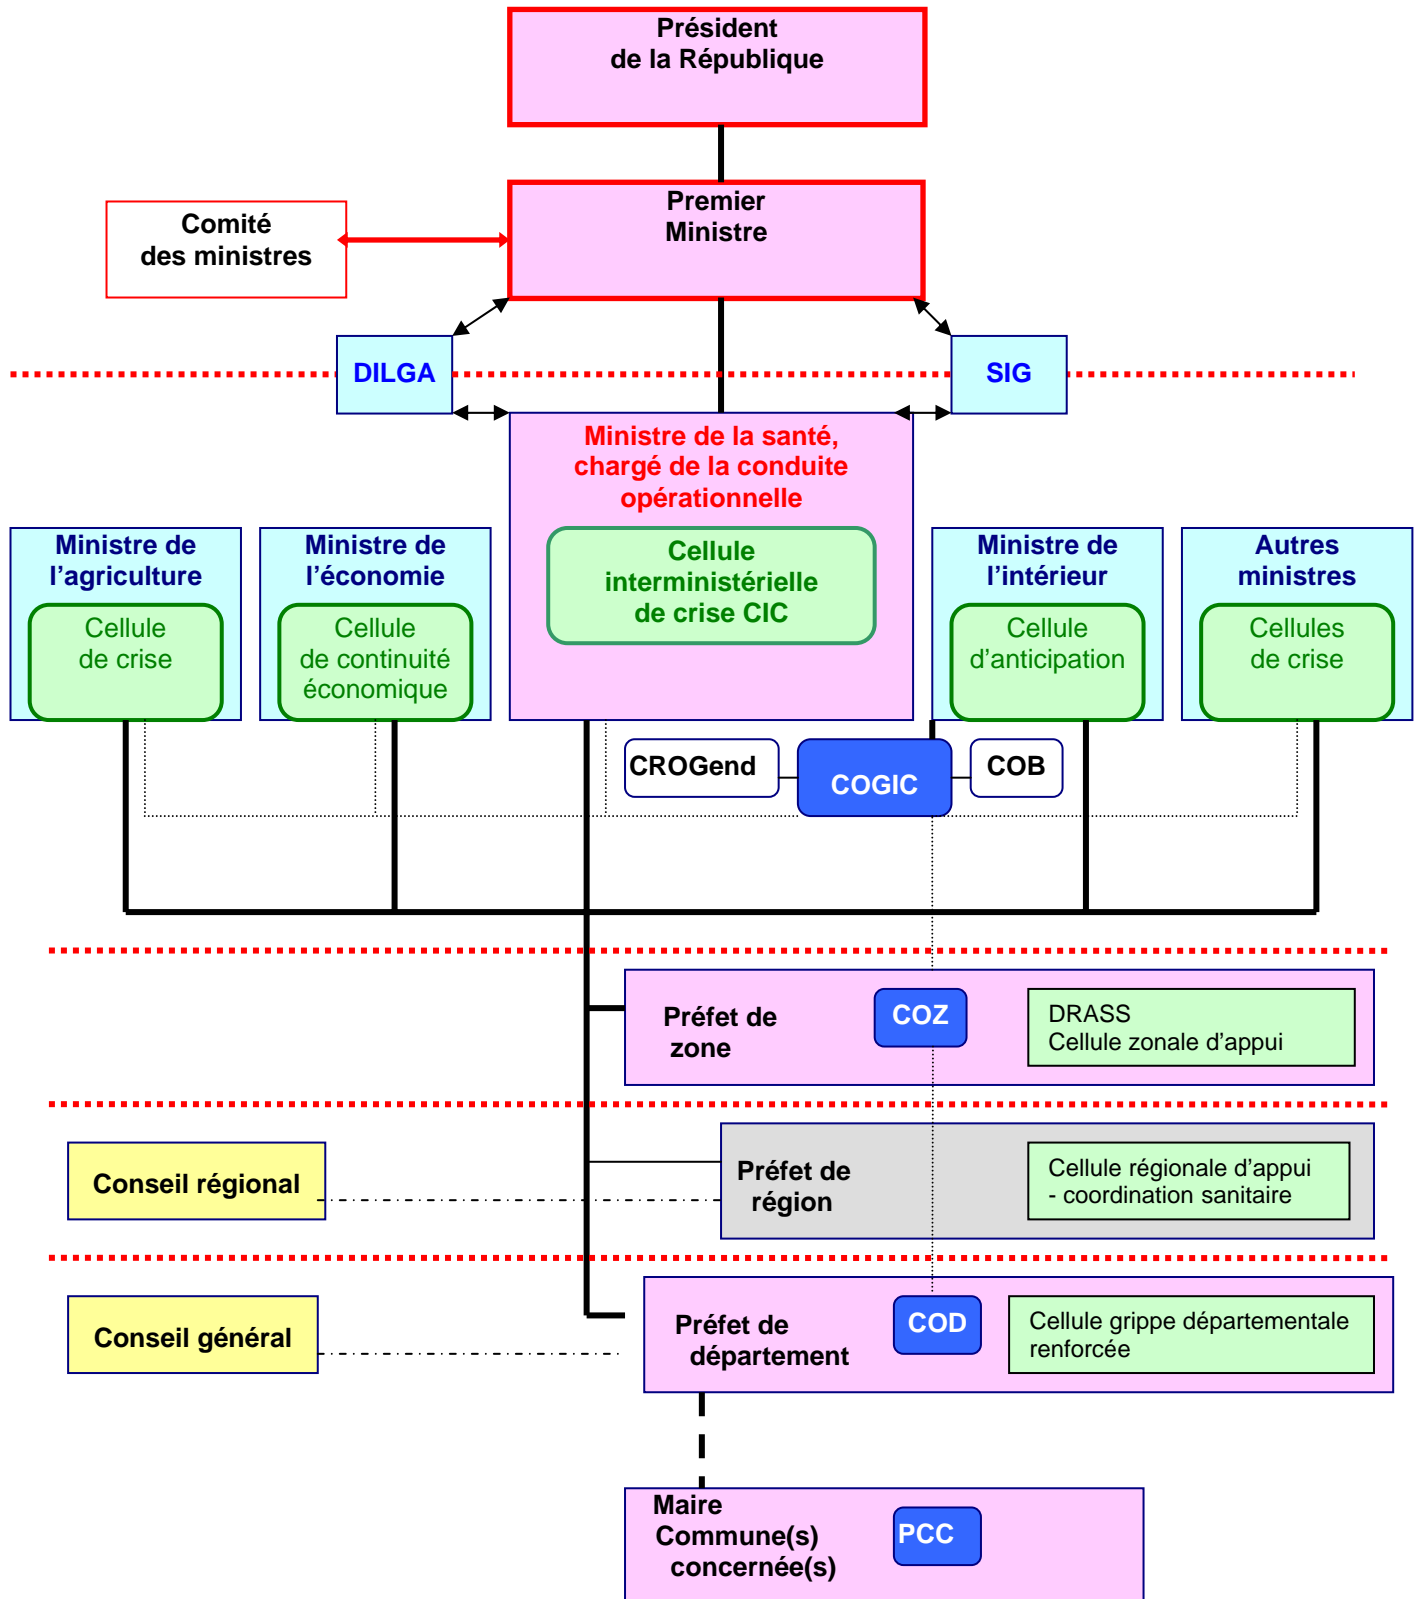 Président
de la République
Premier
Ministre
Comité
des ministres
DILGA
SIG
Ministre de la santé,
chargé de la conduite
opérationnelle
Cellule
interministérielle
de crise CIC
Ministre de
l’agriculture
Cellule
de crise
Ministre de
l’économie
Cellule
de continuité
économique
Ministre de
l’intérieur
Cellule
d’anticipation
Autres
ministres
Cellules
de crise
CROGend
COGIC
COB
Préfet de
zone
COZ
DRASS
Cellule zonale d’appui
Conseil régional
Préfet de
région
Cellule régionale d’appui
- coordination sanitaire
Conseil général
Préfet de
département
COD
Cellule grippe départementale
renforcée
Maire
Commune(s)
concernée(s)
PCC